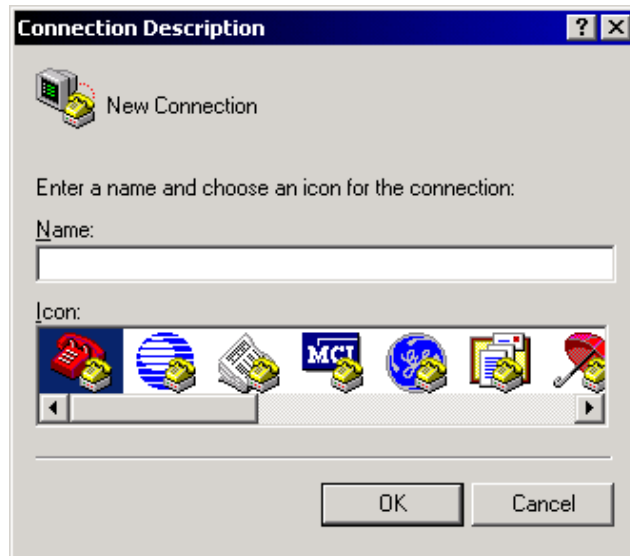 Connection Description
New Connection
Enter a name and choose an icon for the connection:
Name:
Icon:
MCI
OK
Cancel